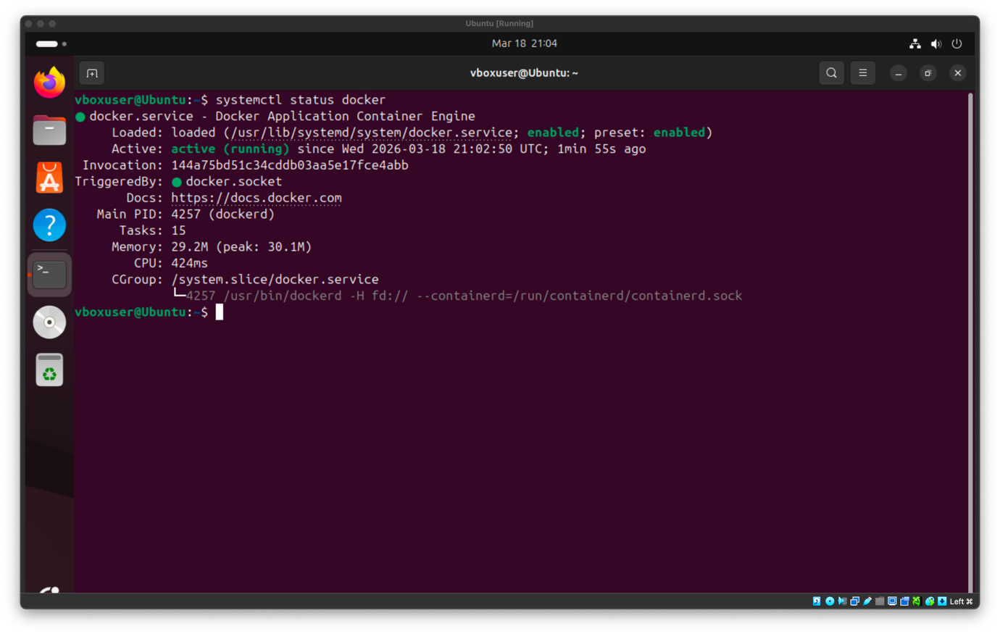 Ubuntu [Running]
Mar 18 21:04
vboxuser@Ubuntu: ~
vboxuser@Ubuntu:~$ systemctl status docker
● docker.service - Docker Application Container Engine
Loaded: loaded (/usr/lib/systemd/system/docker.service; enabled; preset: enabled)
Active: active (running) since Wed 2026-03-18 21:02:50 UTC; 1min 55s ago
Invocation: 144a75bd51c34cddb03aa5e17fce4abb
TriggeredBy: ● docker.socket
Docs: https://docs.docker.com
Main PID: 4257 (dockerd)
Tasks: 15
Memory: 29.2M (peak: 30.1M)
CPU: 424ms
CGroup: /system.slice/docker.service
└─4257 /usr/bin/dockerd -H fd:// --containerd=/run/containerd/containerd.sock
vboxuser@Ubuntu:~$
Left ⌘